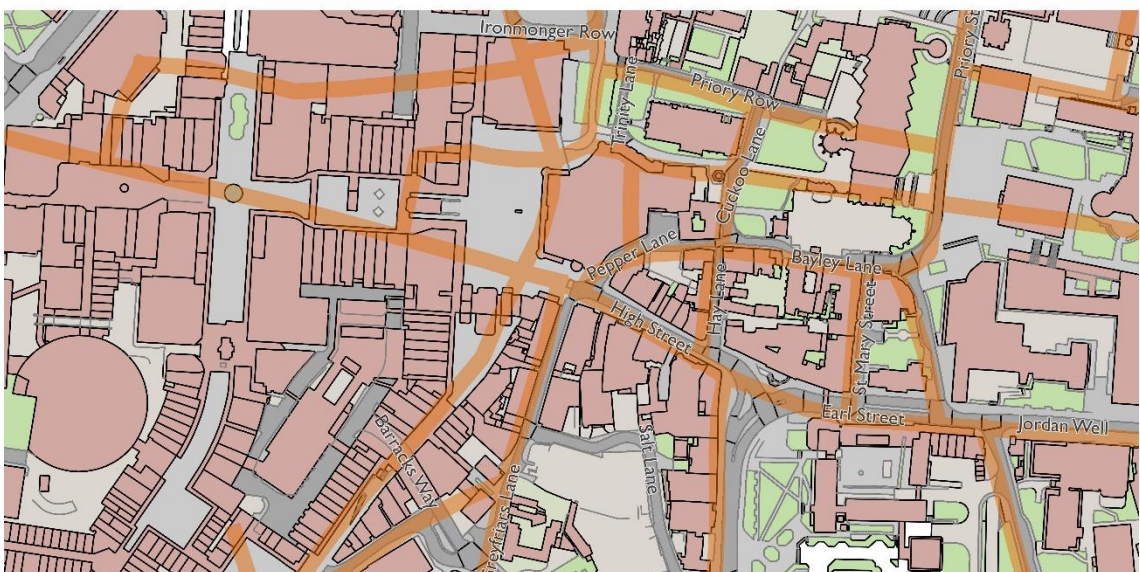 Ironmonger Row
Priory St
Trinity Lane
Priory Row
Cuckoo Lane
Pepper Lane
Bayley Lane
Hay Lane
High Street
St Mary Street
Earl Street
Jordan Well
Barracks Way
Salt Lane
Greyfriars Lane